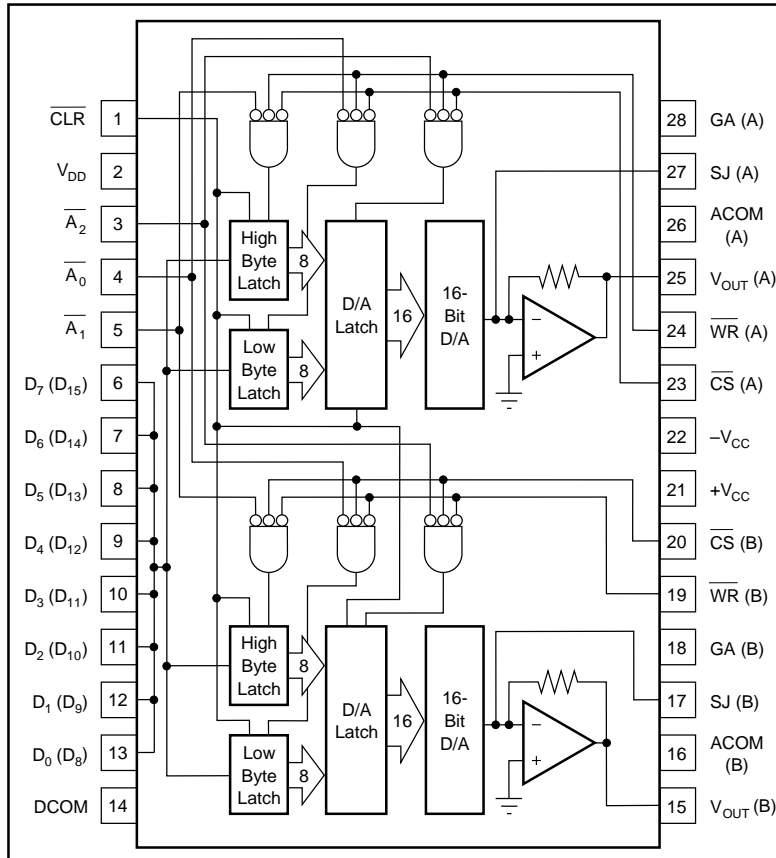 CLR 1
V_DD 2
A_2 3
A_0 4
A_1 5
D_7 (D_15) 6
D_6 (D_14) 7
D_5 (D_13) 8
D_4 (D_12) 9
D_3 (D_11) 10
D_2 (D_10) 11
D_1 (D_9) 12
D_0 (D_8) 13
DCOM 14
High
Byte
Latch
8
Low
Byte
Latch
8
D/A
Latch
16
16-
Bit
D/A
–
+
High
Byte
Latch
8
Low
Byte
Latch
8
D/A
Latch
16
16-
Bit
D/A
–
+
28 GA (A)
27 SJ (A)
26 ACOM
(A)
25 V_OUT (A)
24 WR (A)
23 CS (A)
22 –V_CC
21 +V_CC
20 CS (B)
19 WR (B)
18 GA (B)
17 SJ (B)
16 ACOM
(B)
15 V_OUT (B)